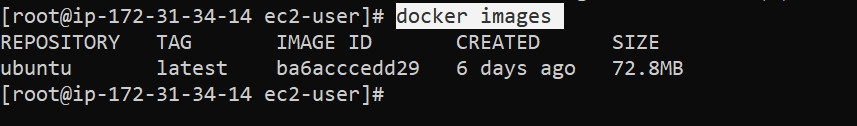 [root@ip-172-31-34-14 ec2-user]# docker images
REPOSITORY   TAG       IMAGE ID       CREATED      SIZE
ubuntu       latest    ba6acccedd29   6 days ago   72.8MB
[root@ip-172-31-34-14 ec2-user]#